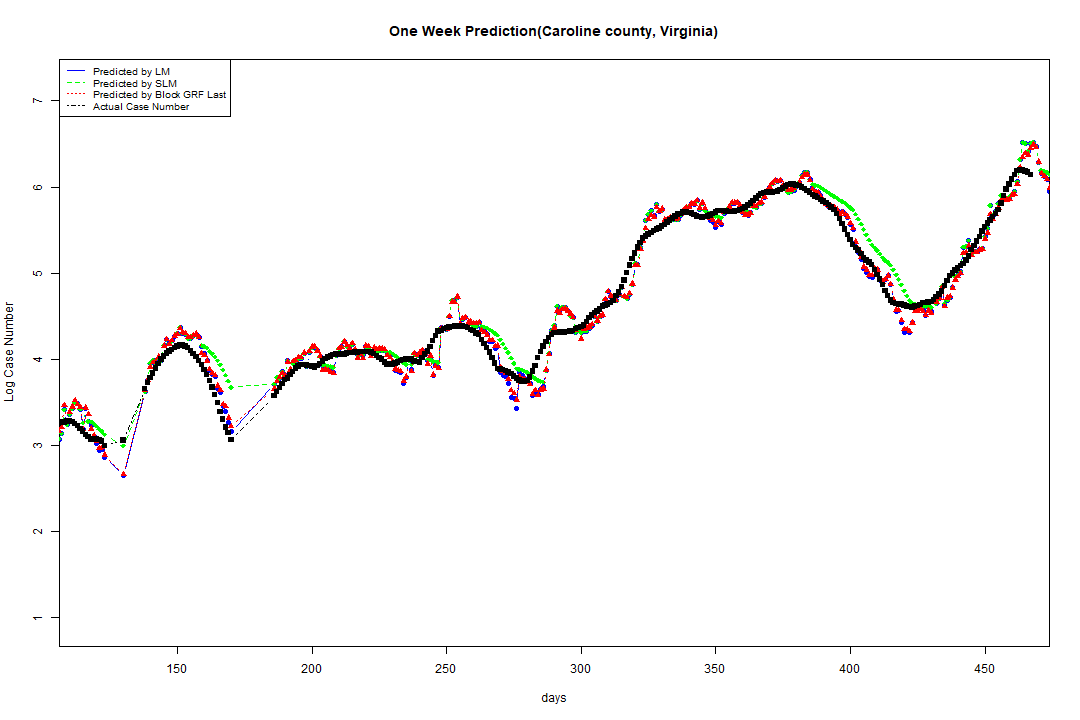 One Week Prediction(Caroline county, Virginia)
Predicted by LM
Predicted by SLM
Predicted by Block GRF Last
Actual Case Number
7
6
5
4
3
2
1
Log Case Number
150 200 250 300 350 400 450
days